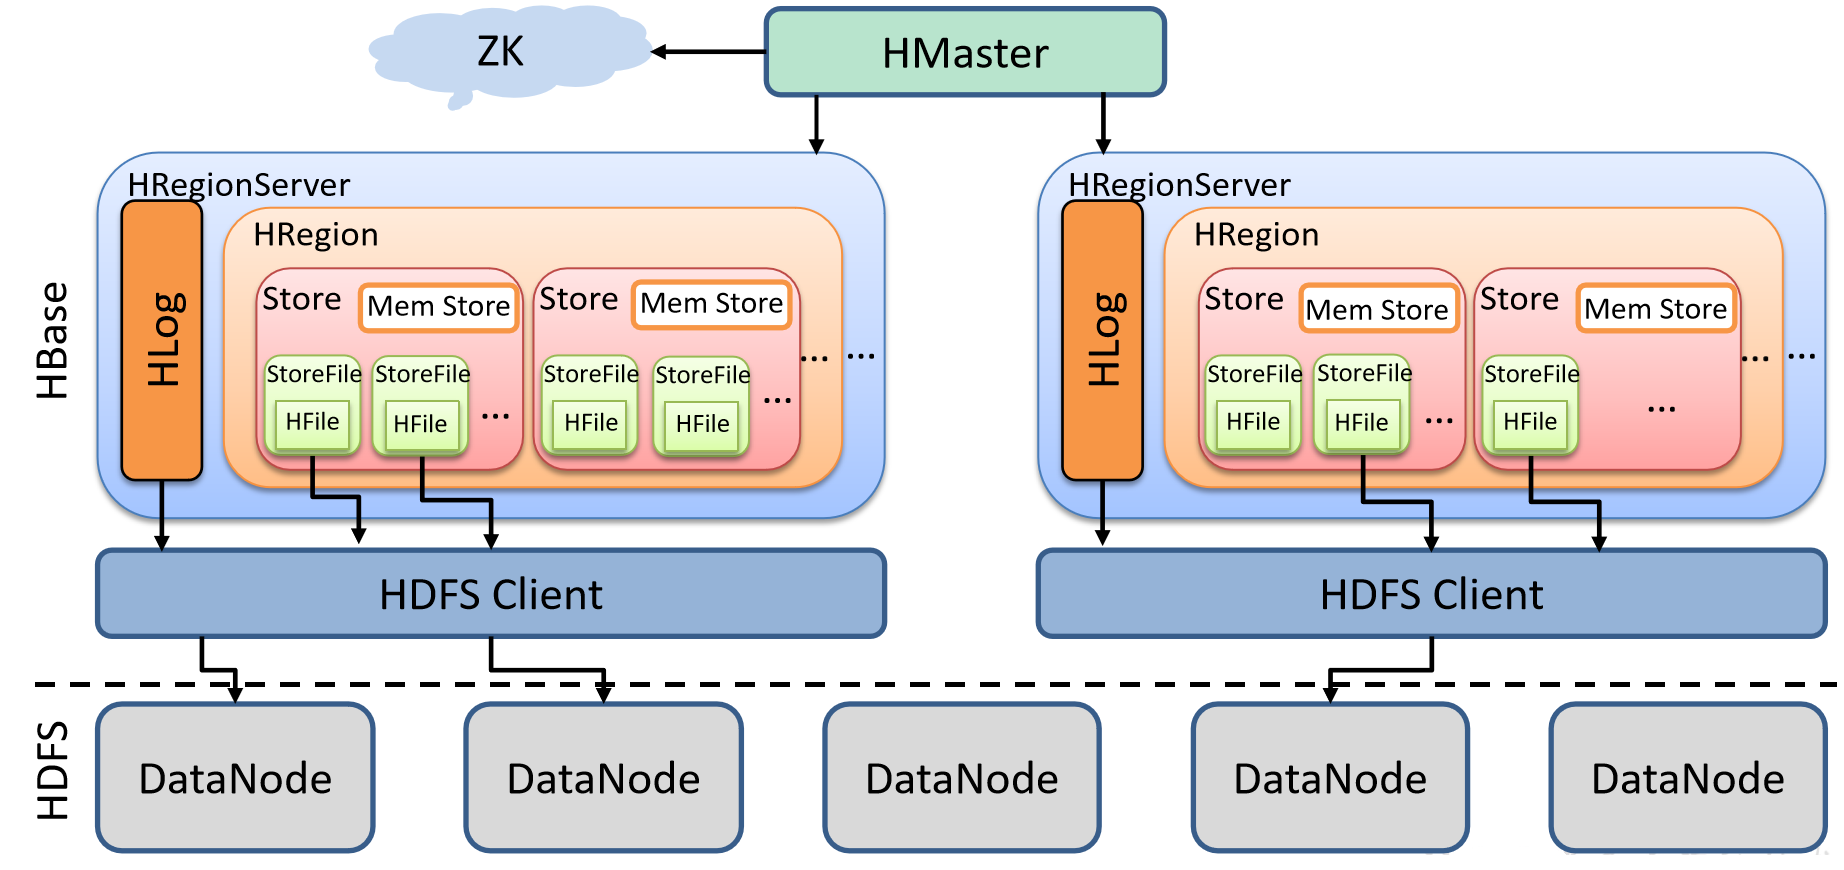 ZK
HMaster
HBase
HRegionServer
HLog
HRegion
Store
Mem Store
StoreFile
HFile
StoreFile
HFile
...
Store
Mem Store
StoreFile
HFile
StoreFile
HFile
...
...
...
HRegionServer
HLog
HRegion
Store
Mem Store
StoreFile
HFile
StoreFile
HFile
...
Store
Mem Store
StoreFile
HFile
...
...
...
HDFS Client
HDFS Client
HDFS
DataNode
DataNode
DataNode
DataNode
DataNode